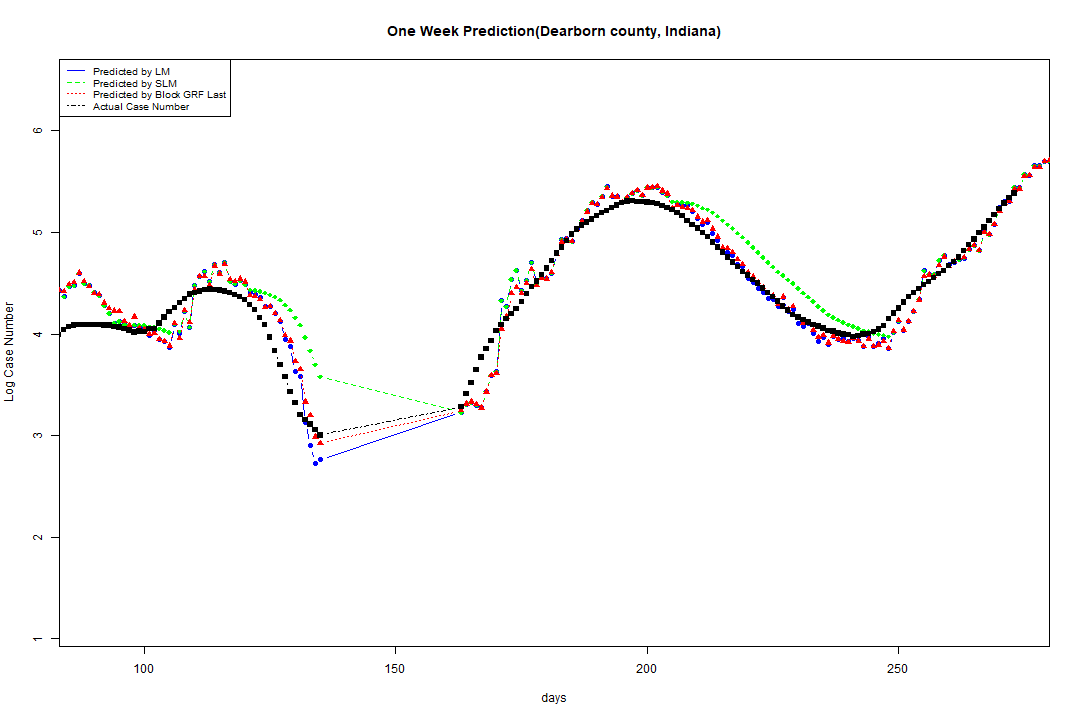 One Week Prediction(Dearborn county, Indiana)
Predicted by LM
Predicted by SLM
Predicted by Block GRF Last
Actual Case Number
6
5
4
3
2
1
Log Case Number
100 150 200 250
days